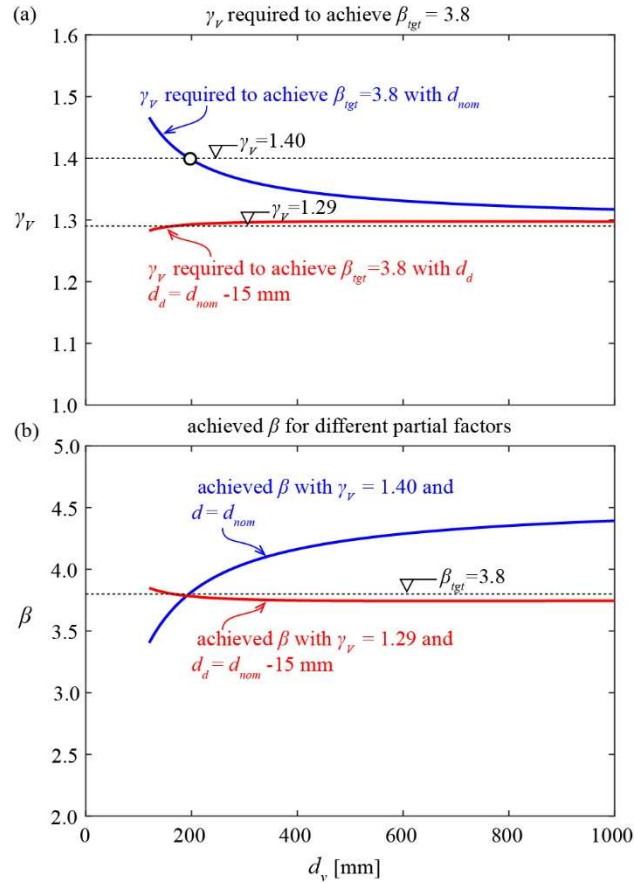 (a)
γV required to achieve βtgt = 3.8
1.6
1.5
γV required to achieve βtgt=3.8 with dnom
γV=1.40
1.4
γV
γV=1.29
1.3
γV required to achieve βtgt=3.8 with dd
dd = dnom -15 mm
1.2
1.1
1.0
(b)
achieved β for different partial factors
5.0
achieved β with γV = 1.40 and
d= dnom
4.5
4.0
βtgt=3.8
β
3.5
achieved β with γV = 1.29 and
dd= dnom -15 mm
3.0
2.5
2.0
0 200 400 600 800 1000
dv [mm]